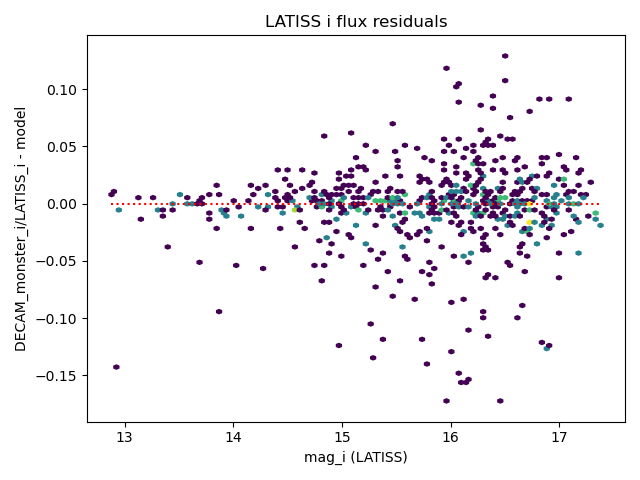 LATISS i flux residuals
DECAM_monster_i/LATISS_i - model
0.10
0.05
0.00
−0.05
−0.10
−0.15
13 14 15 16 17
mag_i (LATISS)